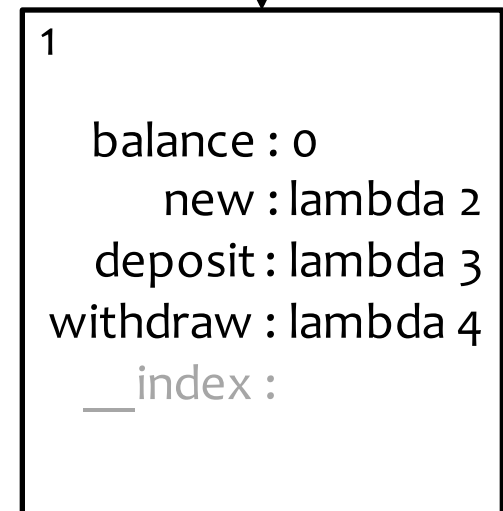 1
balance : 0
new : lambda 2
deposit : lambda 3
withdraw : lambda 4
__index :